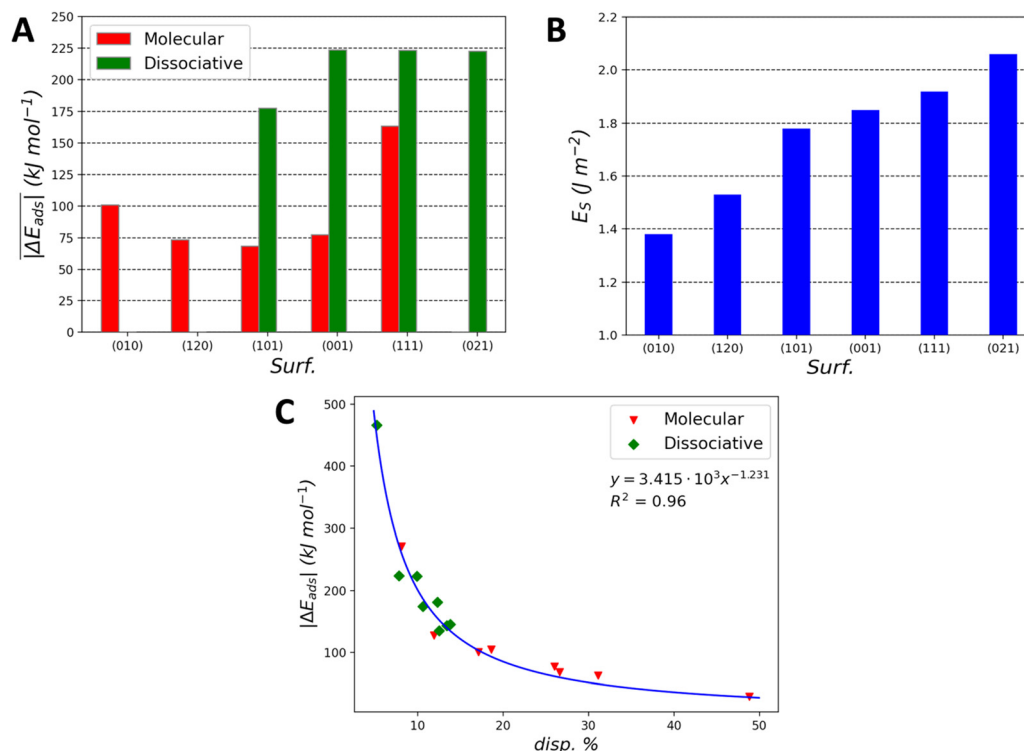 A
|ΔE_ads| (kJ mol⁻¹)
250
225
200
175
150
125
100
75
50
25
0
Molecular
Dissociative
(010) (120) (101) (001) (111) (021)
Surf.
B
E_S (J m⁻²)
2.2
2.0
1.8
1.6
1.4
1.2
1.0
(010) (120) (101) (001) (111) (021)
Surf.
C
|ΔE_ads| (kJ mol⁻¹)
500
400
300
200
100
Molecular
Dissociative
y = 3.415 · 10³x⁻¹·²³¹
R² = 0.96
10 20 30 40 50
disp. %